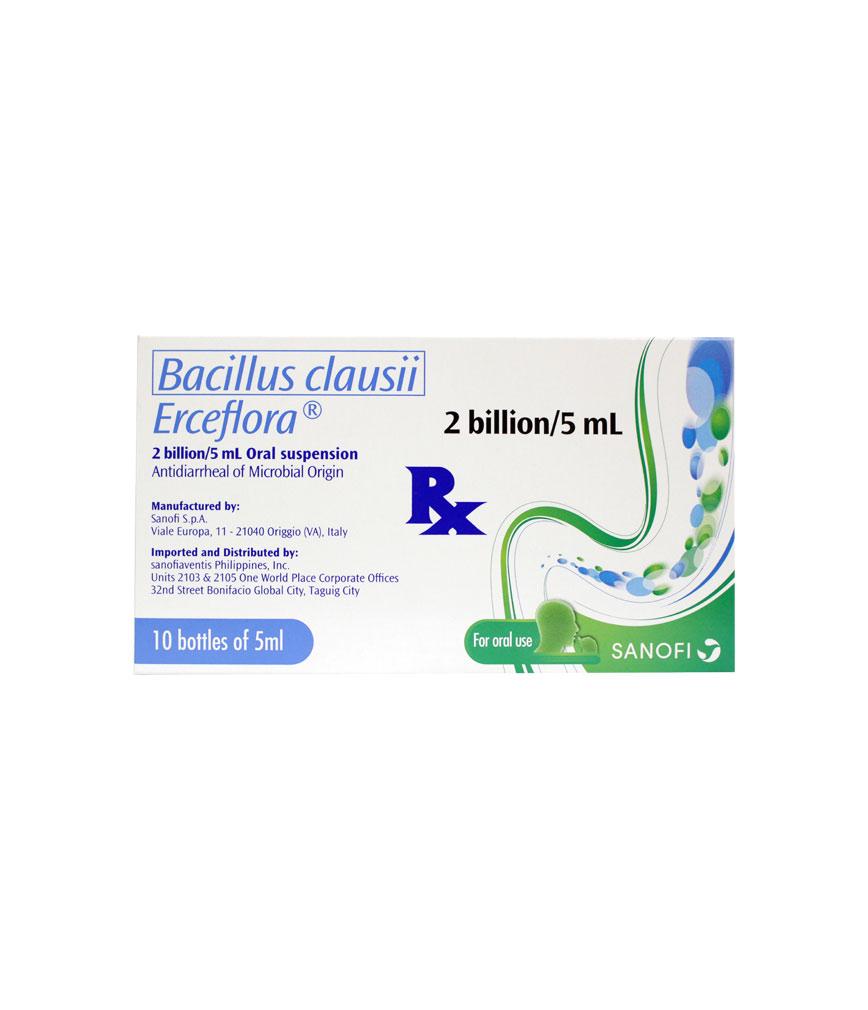 Bacillus clausii
Erceflora®
2 billion/5 mL Oral suspension
Antidiarrheal of Microbial Origin
Manufactured by:
Sanofi S.p.A.
Viale Europa, 11 - 21040 Origgio (VA), Italy
Imported and Distributed by:
sanofiaventis Philippines, Inc.
Units 2103 & 2105 One World Place Corporate Offices
32nd Street Bonifacio Global City, Taguig City
10 bottles of 5ml
2 billion/5 mL
Rx
For oral use
SANOFI